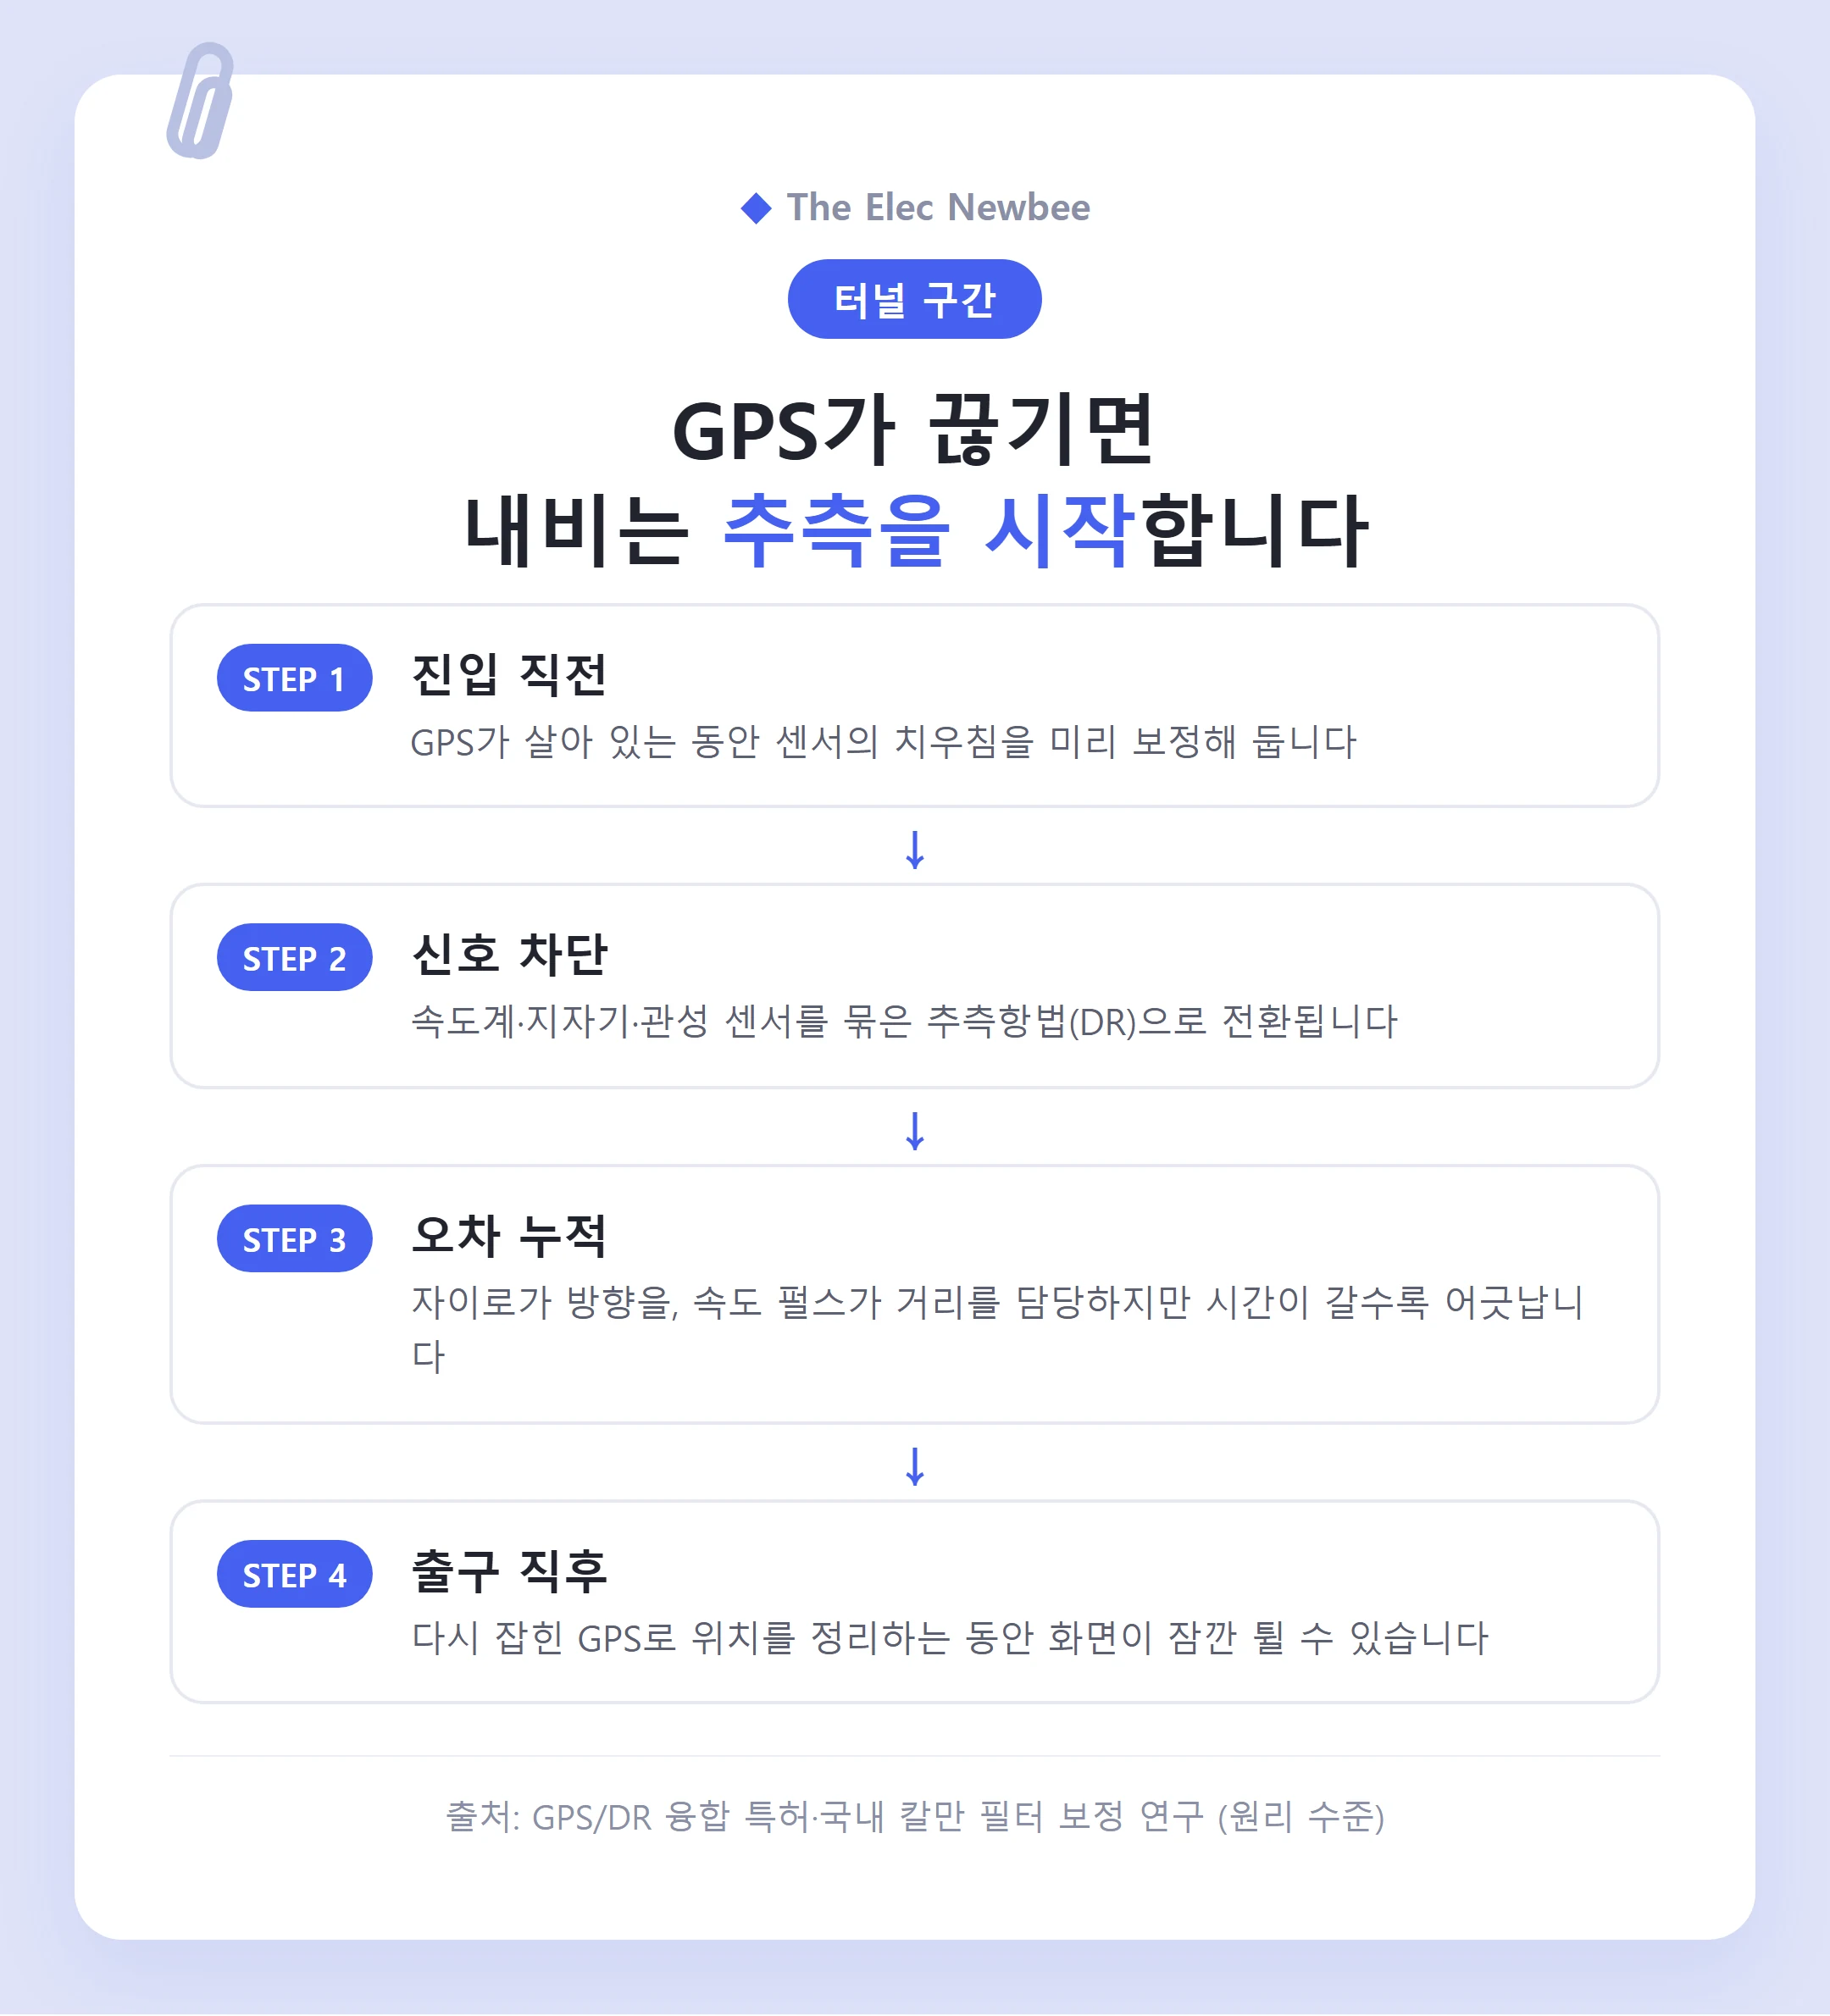 The Elec Newbee
터널 구간
GPS가 끊기면
내비는 추측을 시작합니다
STEP 1
진입 직전
GPS가 살아 있는 동안 센서의 치우침을 미리 보정해 둡니다
↓
STEP 2
신호 차단
속도계·지자기·관성 센서를 묶은 추측항법(DR)으로 전환됩니다
↓
STEP 3
오차 누적
자이로가 방향을, 속도 펄스가 거리를 담당하지만 시간이 갈수록 어긋납니
다
↓
STEP 4
출구 직후
다시 잡힌 GPS로 위치를 정리하는 동안 화면이 잠깐 튈 수 있습니다
출처: GPS/DR 융합 특허·국내 칼만 필터 보정 연구 (원리 수준)